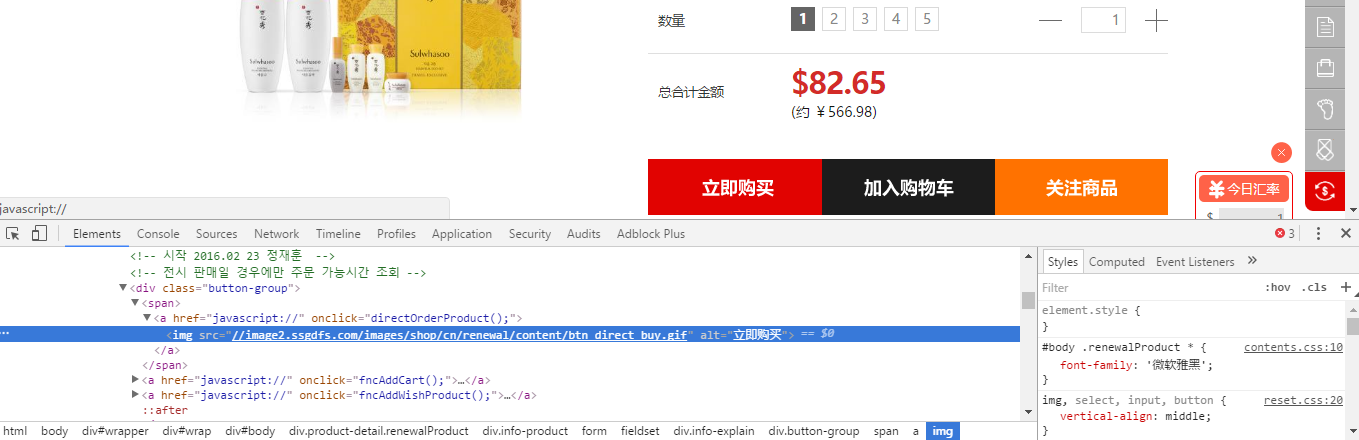 Sulwhasoo
数量
1 2 3 4 5
1
总合计金额
$82.65
(约 ￥566.98)
立即购买 加入购物车 关注商品
今日汇率
$ 1
javascript://
Elements Console Sources Network Timeline Profiles Application Security Audits Adblock Plus
3
<!-- 시작 2016.02 23 정재훈  -->
<!-- 전시 판매일 경우에만 주문 가능시간 조회 -->
<div class="button-group">
<span>
<a href="javascript://" onclick="directOrderProduct();">
<img src="//image2.ssgdfs.com/images/shop/cn/renewal/content/btn_direct_buy.gif" alt="立即购买"> == $0
</a>
</span>
<a href="javascript://" onclick="fncAddCart();">…</a>
<a href="javascript://" onclick="fncAddWishProduct();">…</a>
::after
html body div#wrapper div#wrap div#body div.product-detail.renewalProduct div.info-product form fieldset div.info-explain div.button-group span a img
Styles Computed Event Listeners »
Filter :hov .cls +
element.style {
}
#body .renewalProduct * { contents.css:10
font-family: '微软雅黑';
}
img, select, input, button { reset.css:20
vertical-align: middle;
}